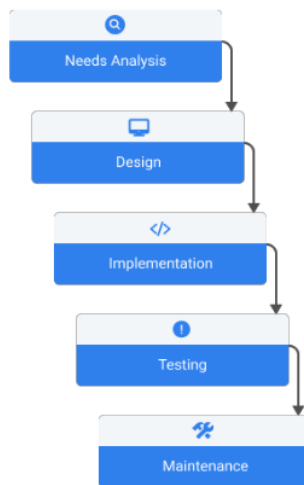 Needs Analysis
Design
Implementation
Testing
Maintenance